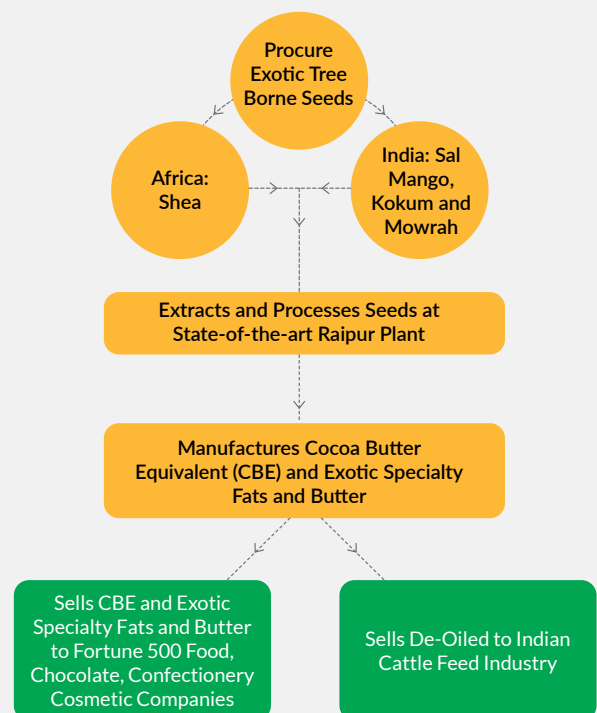 Procure
Exotic Tree
Borne Seeds
Africa:
Shea
India: Sal
Mango,
Kokum and
Mowrah
Extracts and Processes Seeds at
State-of-the-art Raipur Plant
Manufactures Cocoa Butter
Equivalent (CBE) and Exotic Specialty
Fats and Butter
Sells CBE and Exotic
Specialty Fats and Butter
to Fortune 500 Food,
Chocolate, Confectionery
Cosmetic Companies
Sells De-Oiled to Indian
Cattle Feed Industry